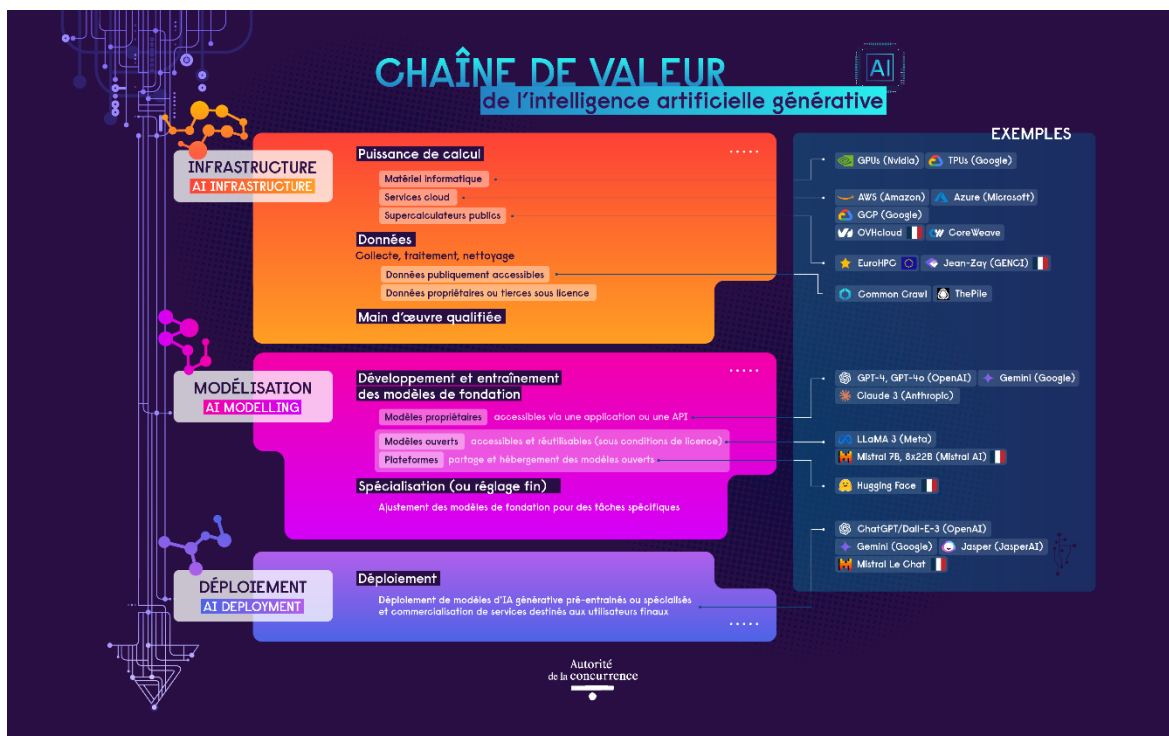 CHAÎNE DE VALEUR
AI
de l'intelligence artificielle générative
INFRASTRUCTURE
AI INFRASTRUCTURE
Puissance de calcul
Matériel informatique
Services cloud
Supercalculateurs publics
Données
Collecte, traitement, nettoyage
Données publiquement accessibles
Données propriétaires ou tierces sous licence
Main d'œuvre qualifiée
MODÉLISATION
AI MODELLING
Développement et entraînement
des modèles de fondation
Modèles propriétaires accessibles via une application ou une API
Modèles ouverts accessibles et réutilisables (sous conditions de licence)
Plateformes partage et hébergement des modèles ouverts
Spécialisation (ou réglage fin)
Ajustement des modèles de fondation pour des tâches spécifiques
DÉPLOIEMENT
AI DEPLOYMENT
Déploiement
Déploiement de modèles d'IA générative pré-entrainés ou spécialisés
et commercialisation de services destinés aux utilisateurs finaux
EXEMPLES
GPUs (Nvidia) TPUs (Google)
AWS (Amazon) Azure (Microsoft)
GCP (Google)
OVHcloud CoreWeave
EuroHPC Jean-Zay (GENCI)
Common Crawl ThePile
GPT-4, GPT-4o (OpenAI) Gemini (Google)
Claude 3 (Anthropic)
LLaMA 3 (Meta)
Mistral 7B, 8x22B (Mistral AI)
Hugging Face
ChatGPT/Dall-E-3 (OpenAI)
Gemini (Google) Jasper (JasperAI)
Mistral Le Chat
Autorité
de la concurrence